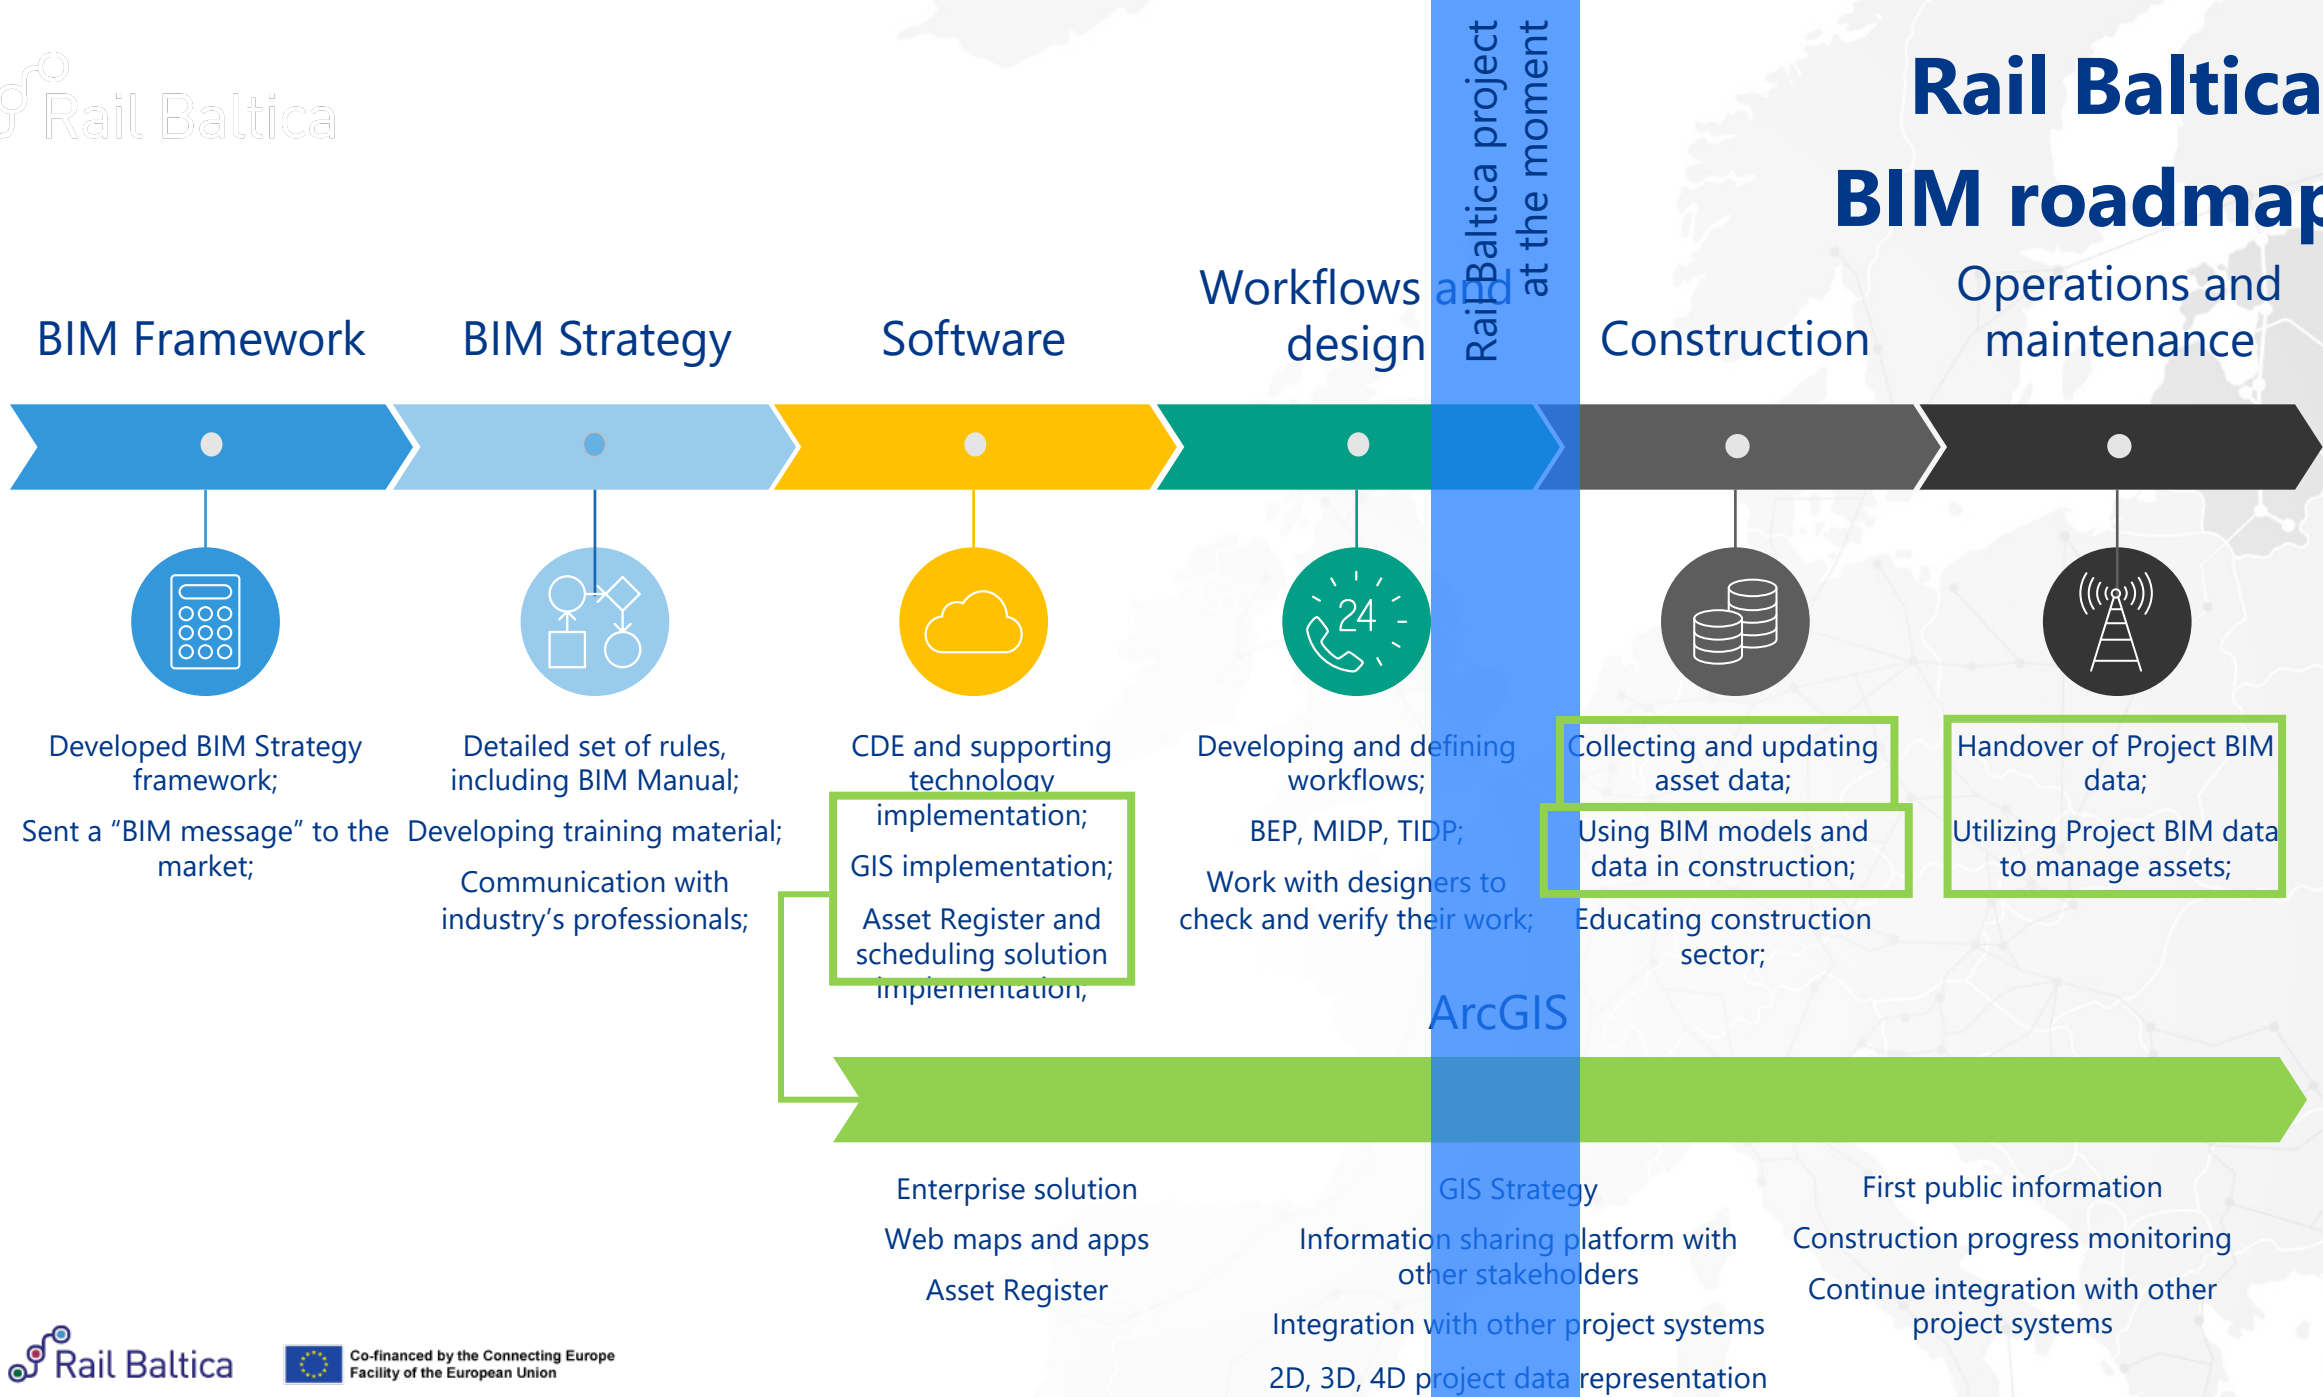 Rail Baltica
Rail Baltica project
at the moment
Rail Baltica
BIM roadmap
BIM Framework
BIM Strategy
Software
Workflows and
design
Construction
Operations and
maintenance
24
Developed BIM Strategy
framework;
Sent a “BIM message” to the
market;
Detailed set of rules,
including BIM Manual;
Developing training material;
Communication with
industry’s professionals;
CDE and supporting
technology
implementation;
GIS implementation;
Asset Register and
scheduling solution
implementation;
Developing and defining
workflows;
BEP, MIDP, TIDP;
Work with designers to
check and verify their work;
Collecting and updating
asset data;
Using BIM models and
data in construction;
Educating construction
sector;
Handover of Project BIM
data;
Utilizing Project BIM data
to manage assets;
ArcGIS
Enterprise solution
Web maps and apps
Asset Register
GIS Strategy
Information sharing platform with
other stakeholders
Integration with other project systems
2D, 3D, 4D project data representation
First public information
Construction progress monitoring
Continue integration with other
project systems
Rail Baltica
Co-financed by the Connecting Europe
Facility of the European Union